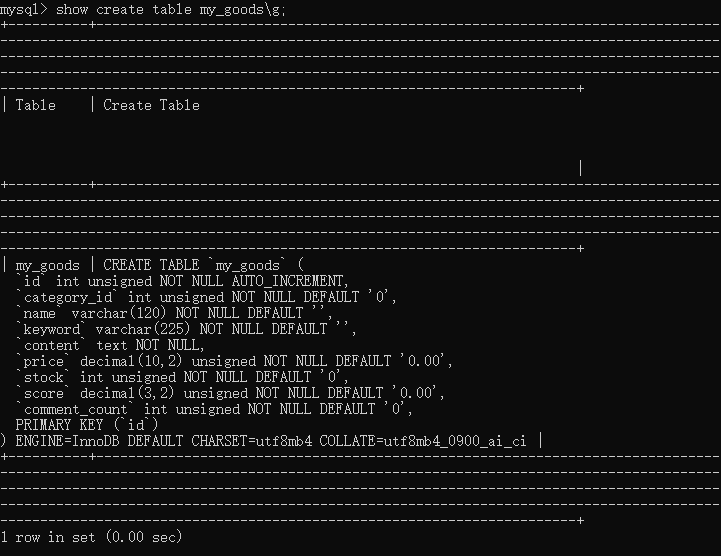 mysql> show create table my_goods\g;
+----------+--------------------------------------------------------------------------------
------------------------------------------------------------------------------------------
------------------------------------------------------------------------------------------
------------------------------------------------------------------------------------------
------------------------------------------------------------------------+
| Table    | Create Table
|
+----------+--------------------------------------------------------------------------------
------------------------------------------------------------------------------------------
------------------------------------------------------------------------------------------
------------------------------------------------------------------------------------------
------------------------------------------------------------------------+
| my_goods | CREATE TABLE `my_goods` (
  `id` int unsigned NOT NULL AUTO_INCREMENT,
  `category_id` int unsigned NOT NULL DEFAULT '0',
  `name` varchar(120) NOT NULL DEFAULT '',
  `keyword` varchar(225) NOT NULL DEFAULT '',
  `content` text NOT NULL,
  `price` decimal(10,2) unsigned NOT NULL DEFAULT '0.00',
  `stock` int unsigned NOT NULL DEFAULT '0',
  `score` decimal(3,2) unsigned NOT NULL DEFAULT '0.00',
  `comment_count` int unsigned NOT NULL DEFAULT '0',
  PRIMARY KEY (`id`)
) ENGINE=InnoDB DEFAULT CHARSET=utf8mb4 COLLATE=utf8mb4_0900_ai_ci |
+----------+--------------------------------------------------------------------------------
------------------------------------------------------------------------------------------
------------------------------------------------------------------------------------------
------------------------------------------------------------------------------------------
------------------------------------------------------------------------+
1 row in set (0.00 sec)